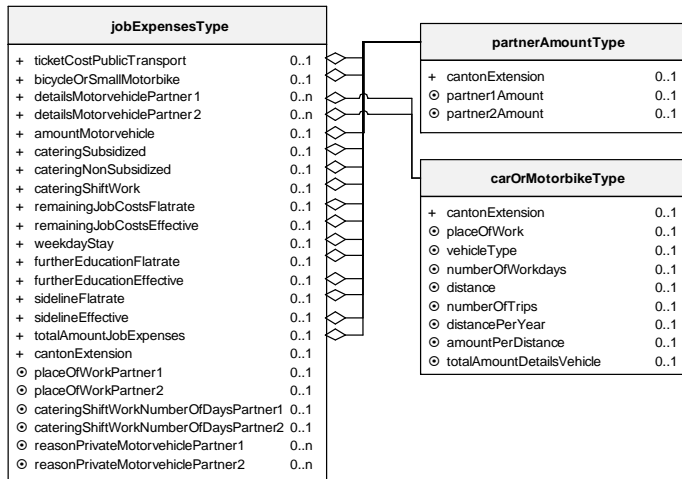 jobExpensesType
+ ticketCostPublicTransport 0..1
+ bicycleOrSmallMotorbike 0..1
+ detailsMotorvehiclePartner1 0..n
+ detailsMotorvehiclePartner2 0..n
+ amountMotorvehicle 0..1
+ cateringSubsidized 0..1
+ cateringNonSubsidized 0..1
+ cateringShiftWork 0..1
+ remainingJobCostsFlatrate 0..1
+ remainingJobCostsEffective 0..1
+ weekdayStay 0..1
+ furtherEducationFlatrate 0..1
+ furtherEducationEffective 0..1
+ sidelineFlatrate 0..1
+ sidelineEffective 0..1
+ totalAmountJobExpenses 0..1
+ cantonExtension 0..1
placeOfWorkPartner1 0..1
placeOfWorkPartner2 0..1
cateringShiftWorkNumberOfDaysPartner1 0..1
cateringShiftWorkNumberOfDaysPartner2 0..1
reasonPrivateMotorvehiclePartner1 0..n
reasonPrivateMotorvehiclePartner2 0..n
partnerAmountType
+ cantonExtension 0..1
partner1Amount 0..1
partner2Amount 0..1
carOrMotorbikeType
+ cantonExtension 0..1
placeOfWork 0..1
vehicleType 0..1
numberOfWorkdays 0..1
distance 0..1
numberOfTrips 0..1
distancePerYear 0..1
amountPerDistance 0..1
totalAmountDetailsVehicle 0..1